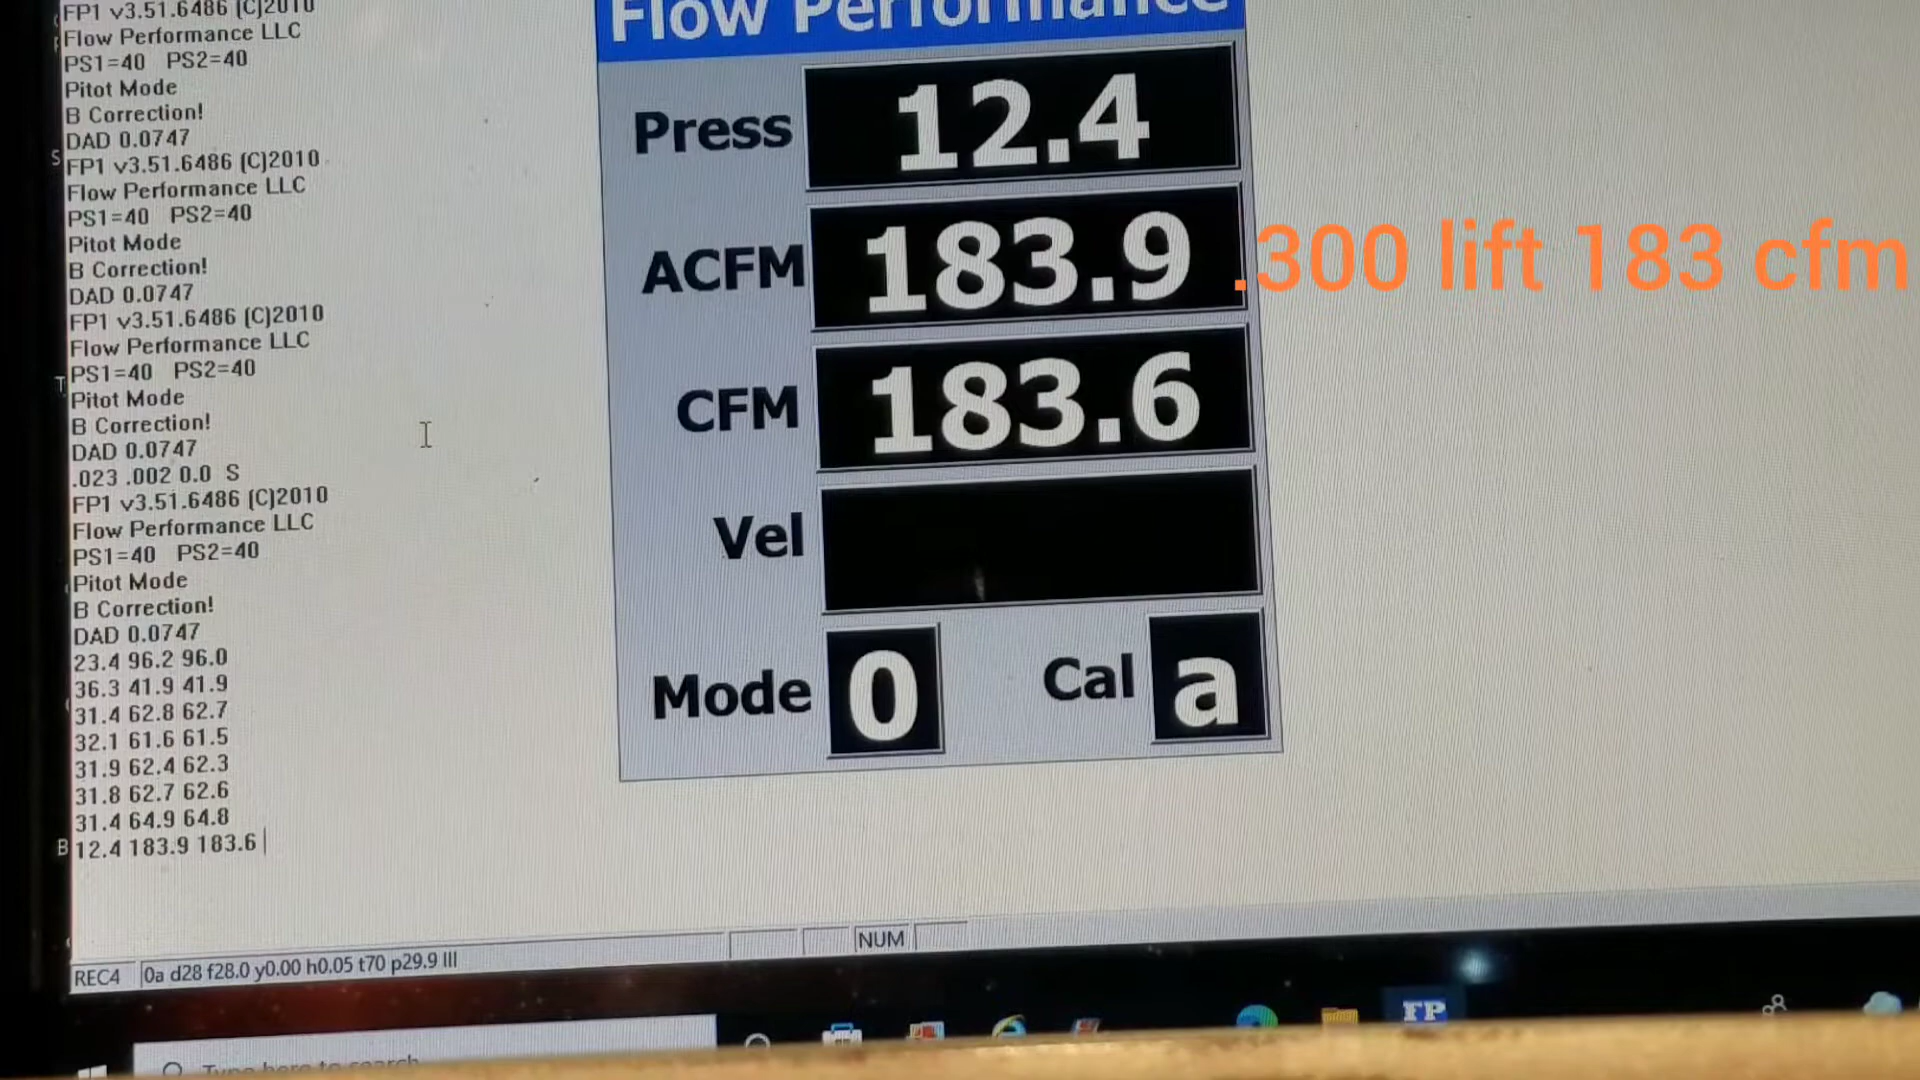 FP1 v3.51.6486 (C)2010
Flow Performance LLC
PS1=40 PS2=40
Pitot Mode
B Correction!
DAD 0.0747
FP1 v3.51.6486 (C)2010
Flow Performance LLC
PS1=40 PS2=40
Pitot Mode
B Correction!
DAD 0.0747
FP1 v3.51.6486 (C)2010
Flow Performance LLC
PS1=40 PS2=40
Pitot Mode
B Correction!
DAD 0.0747
.023 .002 0.0 S
FP1 v3.51.6486 (C)2010
Flow Performance LLC
PS1=40 PS2=40
Pitot Mode
B Correction!
DAD 0.0747
23.4 96.2 96.0
36.3 41.9 41.9
31.4 62.8 62.7
32.1 61.6 61.5
31.9 62.4 62.3
31.8 62.7 62.6
31.4 64.9 64.8
12.4 183.9 183.6
Flow Performance
Press 12.4
ACFM 183.9
CFM 183.6
Vel
Mode 0 Cal a
.300 lift 183 cfm
NUM
REC4 0a d28 f28.0 y0.00 h0.05 t70 p29.9 lll
Type here to search
FP